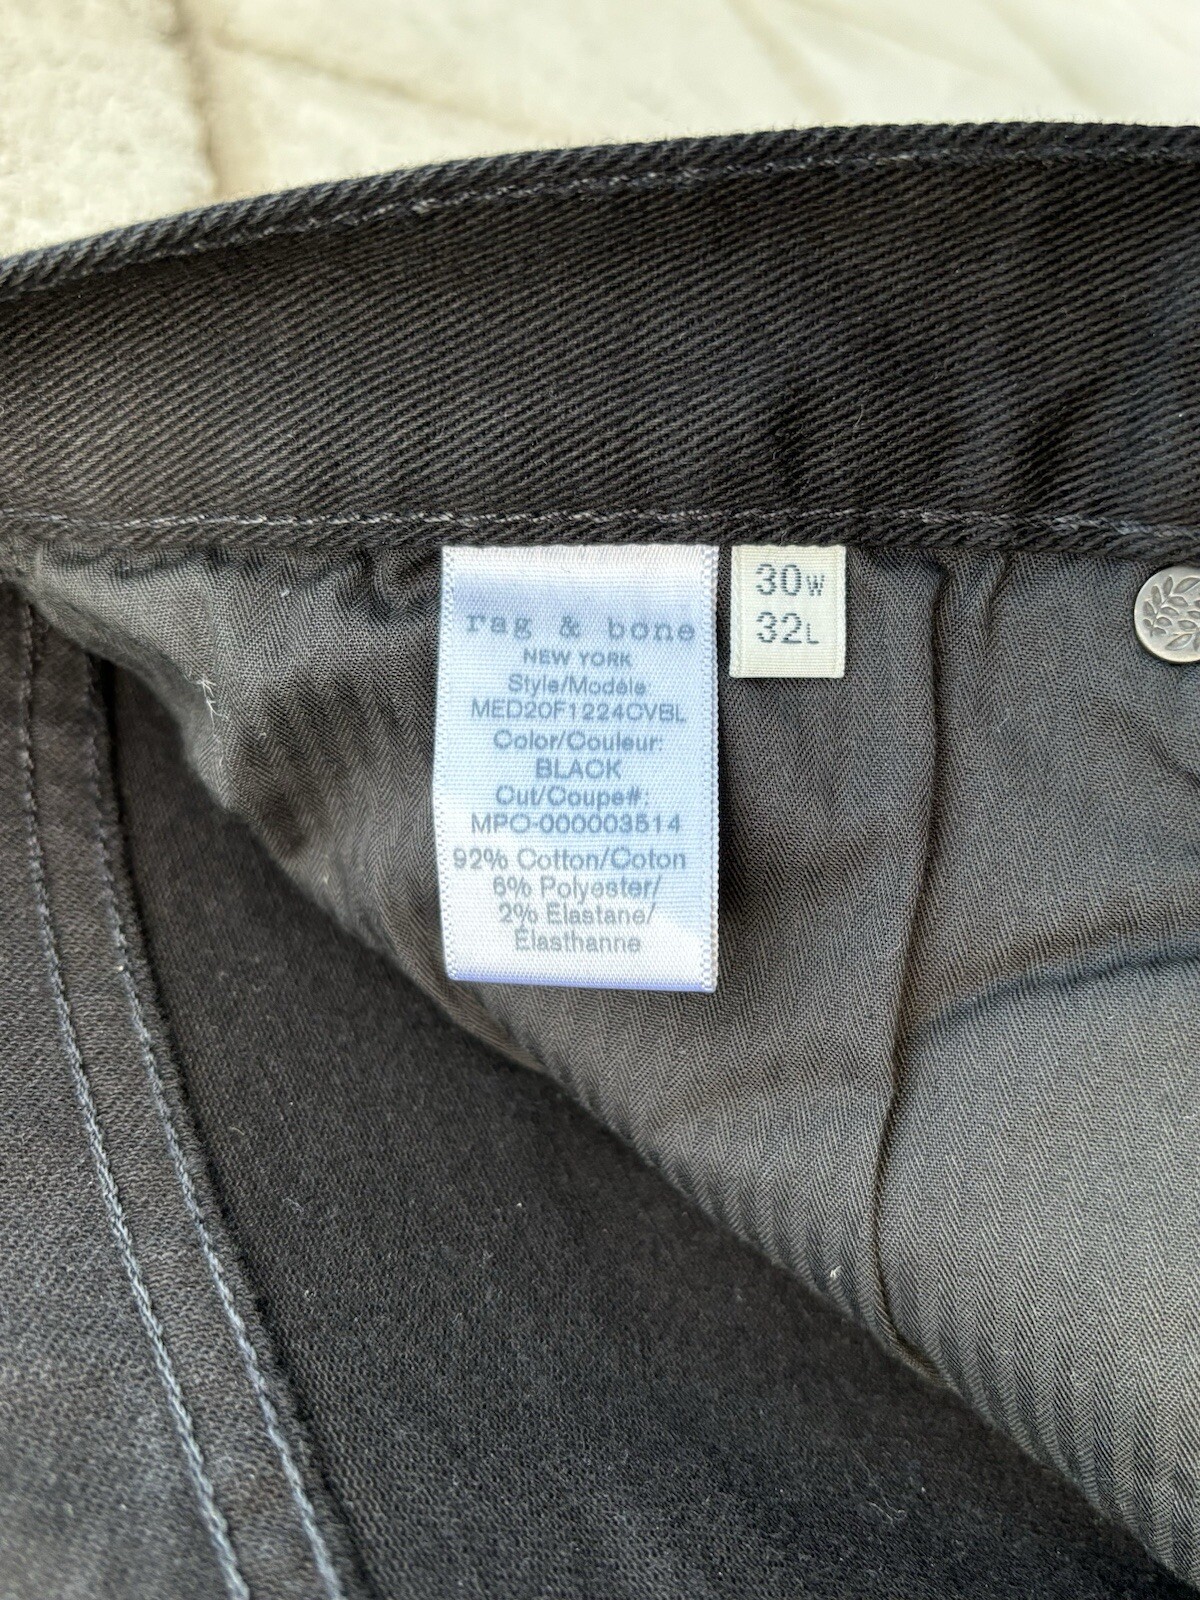 rag & bone
NEW YORK
Style/Modéle
MED20F1224CVBL
Color/Couleur:
BLACK
Cut/Coupe#:
MPO-000003514
92% Cotton/Coton
6% Polyester/
2% Elastane/
Élasthanne
30W
32L